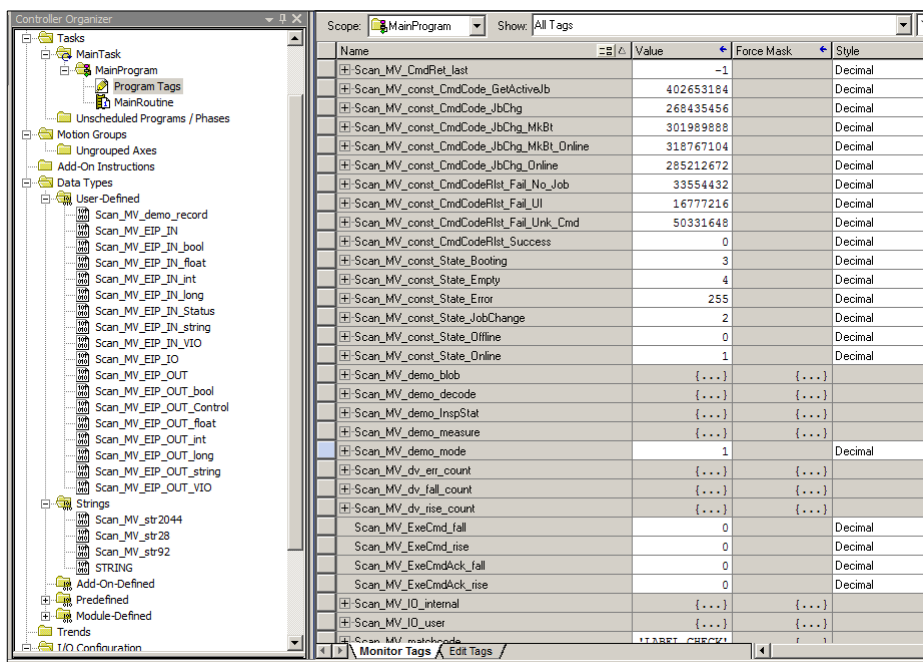 Controller Organizer
Tasks
MainTask
MainProgram
Program Tags
MainRoutine
Unscheduled Programs / Phases
Motion Groups
Ungrouped Axes
Add-On Instructions
Data Types
User-Defined
Scan_MV_demo_record
Scan_MV_EIP_IN
Scan_MV_EIP_IN_bool
Scan_MV_EIP_IN_float
Scan_MV_EIP_IN_int
Scan_MV_EIP_IN_long
Scan_MV_EIP_IN_Status
Scan_MV_EIP_IN_string
Scan_MV_EIP_IN_VIO
Scan_MV_EIP_IO
Scan_MV_EIP_OUT
Scan_MV_EIP_OUT_bool
Scan_MV_EIP_OUT_Control
Scan_MV_EIP_OUT_float
Scan_MV_EIP_OUT_int
Scan_MV_EIP_OUT_long
Scan_MV_EIP_OUT_string
Scan_MV_EIP_OUT_VIO
Strings
Scan_MV_str2044
Scan_MV_str28
Scan_MV_str92
STRING
Add-On-Defined
Predefined
Module-Defined
Trends
I/O Configuration
Scope: MainProgram Show: All Tags
Name Value Force Mask Style
Scan_MV_CmdRet_last -1 Decimal
Scan_MV_const_CmdCode_GetActiveJb 402653184 Decimal
Scan_MV_const_CmdCode_JbChg 268435456 Decimal
Scan_MV_const_CmdCode_JbChg_MkBt 301989888 Decimal
Scan_MV_const_CmdCode_JbChg_MkBt_Online 318767104 Decimal
Scan_MV_const_CmdCode_JbChg_Online 285212672 Decimal
Scan_MV_const_CmdCodeRlst_Fail_No_Job 33554432 Decimal
Scan_MV_const_CmdCodeRlst_Fail_UI 16777216 Decimal
Scan_MV_const_CmdCodeRlst_Fail_Unk_Cmd 50331648 Decimal
Scan_MV_const_CmdCodeRlst_Success 0 Decimal
Scan_MV_const_State_Booting 3 Decimal
Scan_MV_const_State_Empty 4 Decimal
Scan_MV_const_State_Error 255 Decimal
Scan_MV_const_State_JobChange 2 Decimal
Scan_MV_const_State_Offline 0 Decimal
Scan_MV_const_State_Online 1 Decimal
Scan_MV_demo_blob {...} {...}
Scan_MV_demo_decode {...} {...}
Scan_MV_demo_InspStat {...} {...}
Scan_MV_demo_measure {...} {...}
Scan_MV_demo_mode 1 Decimal
Scan_MV_dv_err_count {...} {...}
Scan_MV_dv_fall_count {...} {...}
Scan_MV_dv_rise_count {...} {...}
Scan_MV_ExeCmd_fall 0 Decimal
Scan_MV_ExeCmd_rise 0 Decimal
Scan_MV_ExeCmdAck_fall 0 Decimal
Scan_MV_ExeCmdAck_rise 0 Decimal
Scan_MV_IO_internal {...} {...}
Scan_MV_IO_user {...} {...}
Scan_MV_matchcode 'LABEL CHECK'
Monitor Tags Edit Tags